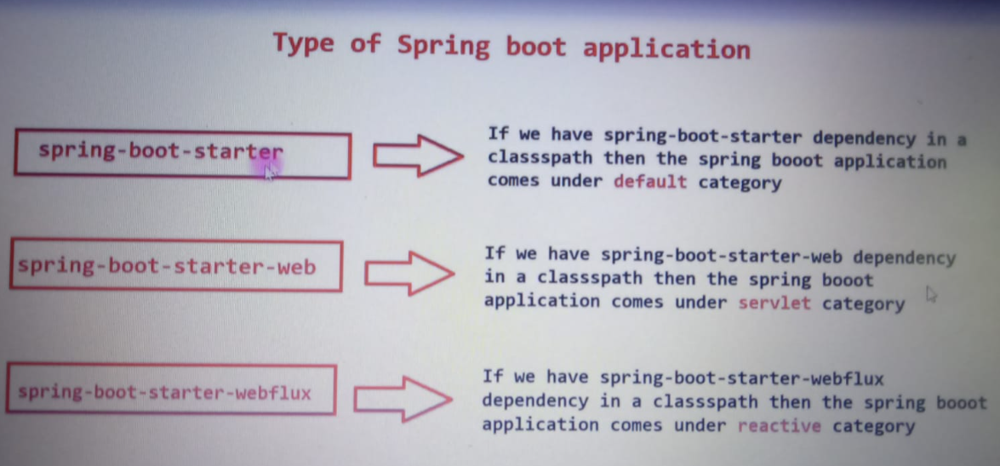 Type of Spring boot application
spring-boot-starter
If we have spring-boot-starter dependency in a
classspath then the spring booot application
comes under default category
spring-boot-starter-web
If we have spring-boot-starter-web dependency
in a classspath then the spring booot
application comes under servlet category
spring-boot-starter-webflux
If we have spring-boot-starter-webflux
dependency in a classspath then the spring booot
application comes under reactive category